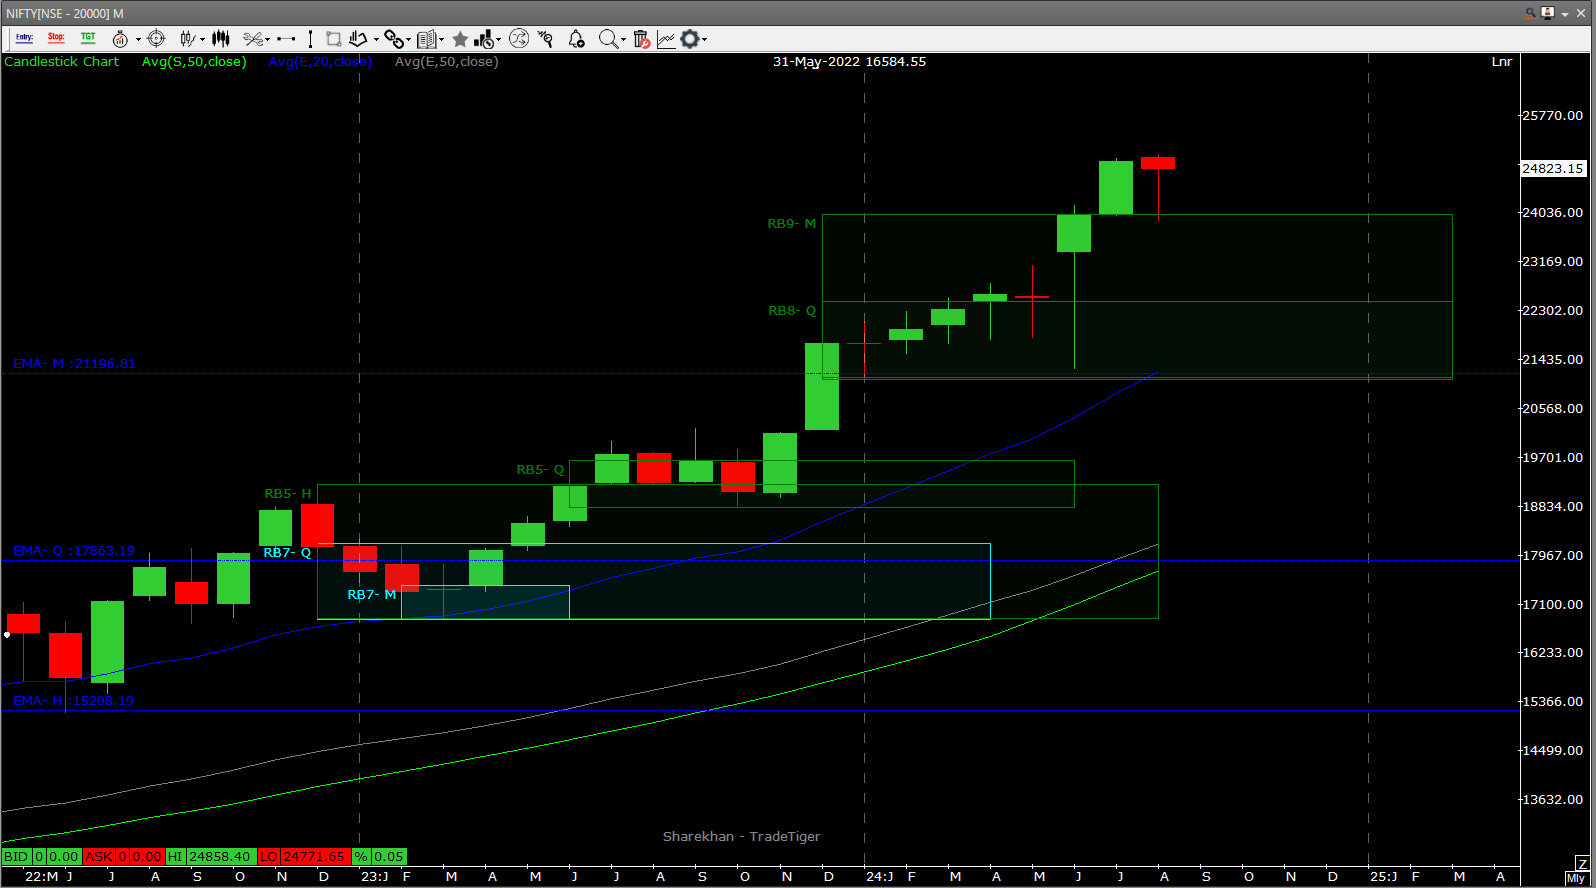 NIFTY[NSE - 20000] M
Entry: Stop: TGT
Candlestick Chart Avg(S,50,close) Avg(E,20,close) Avg(E,50,close) 31-May-2022 16584.55 Lnr
25770.00
24823.15
24036.00
RB9- M
23169.00
22302.00
RB8- Q
EMA- M :21196.81
21435.00
20568.00
19701.00
RB5- Q
RB5- H
18834.00
EMA- Q :17863.19
RB7- Q
17967.00
RB7- M
17100.00
16233.00
EMA- H :15208.19
15366.00
14499.00
13632.00
Sharekhan - TradeTiger
BID 0 0.00 ASK 0 0.00 HI 24858.40 LO 24771.65 % 0.05
Z
22:M J J A S O N D 23:J F M A M J J A S O N D 24:J F M A M J J A S O N D 25:J F M A
Mly